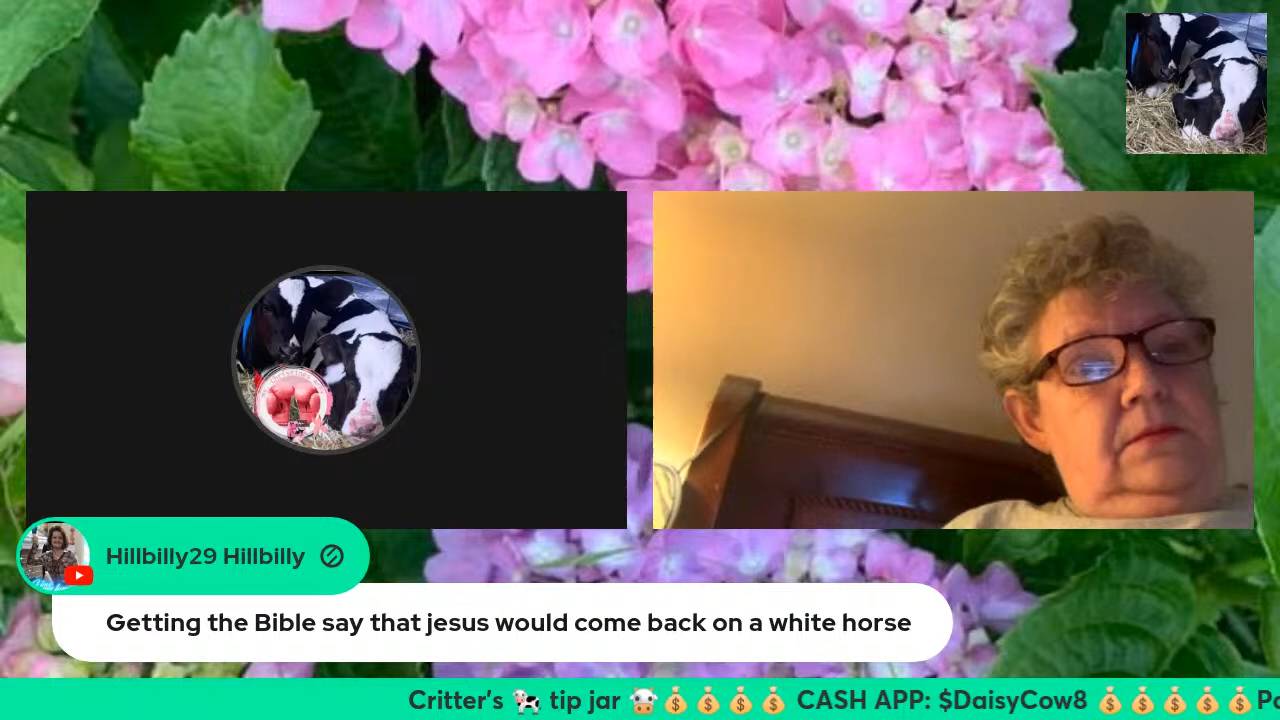 Hillbilly29 Hillbilly
Getting the Bible say that jesus would come back on a white horse
Critter's 🐄 tip jar 🐮💰💰💰💰 CASH APP: $DaisyCow8 💰💰💰💰💰Po